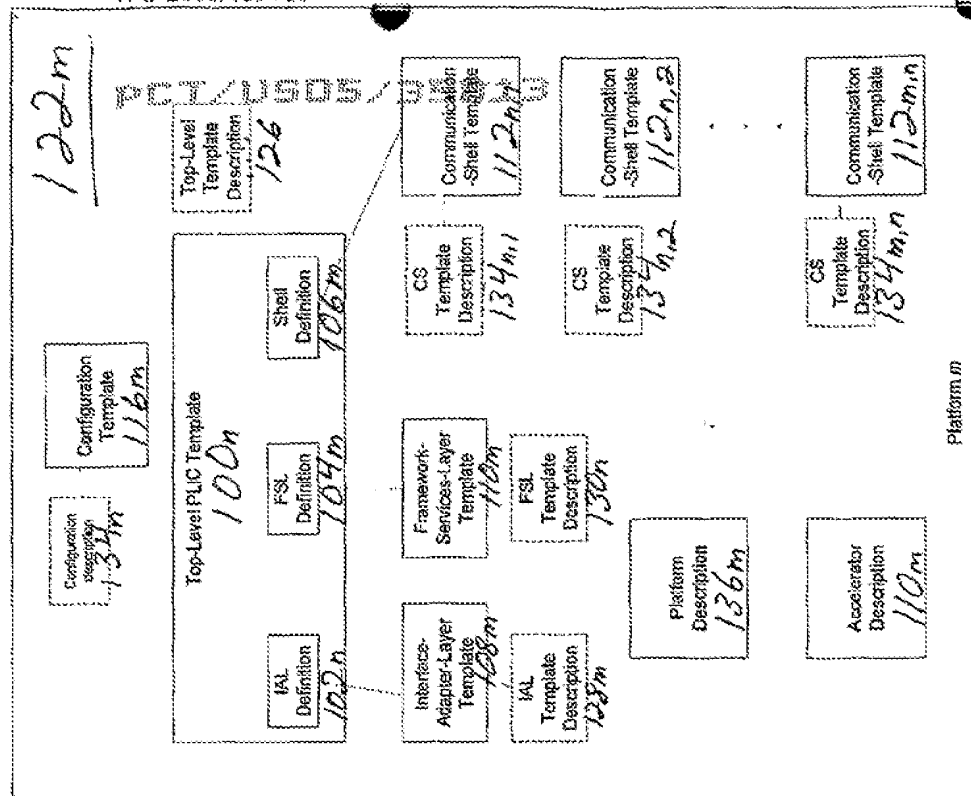 122m
PCT/US05/
Top-Level
Template
Description
126
Configuration
Template
116m
Configuration
Description
134n
Top-Level PLIC Template
100n
IAL
Definition
102n
FSL
Definition
104m
Shell
Definition
106m
Interface-
Adapter-Layer
Template
108m
IAL
Template
Description
128m
Framework-
Services-Layer
Template
110m
FSL
Template
Description
130n
CS
Template
Description
134n,1
Communication
-Shell Template
112n,1
CS
Template
Description
134n,2
Communication
-Shell Template
112n,2
CS
Template
Description
134m,n
Communication
-Shell Template
112m,n
Platform
Description
136m
Accelerator
Description
110m
Platform m